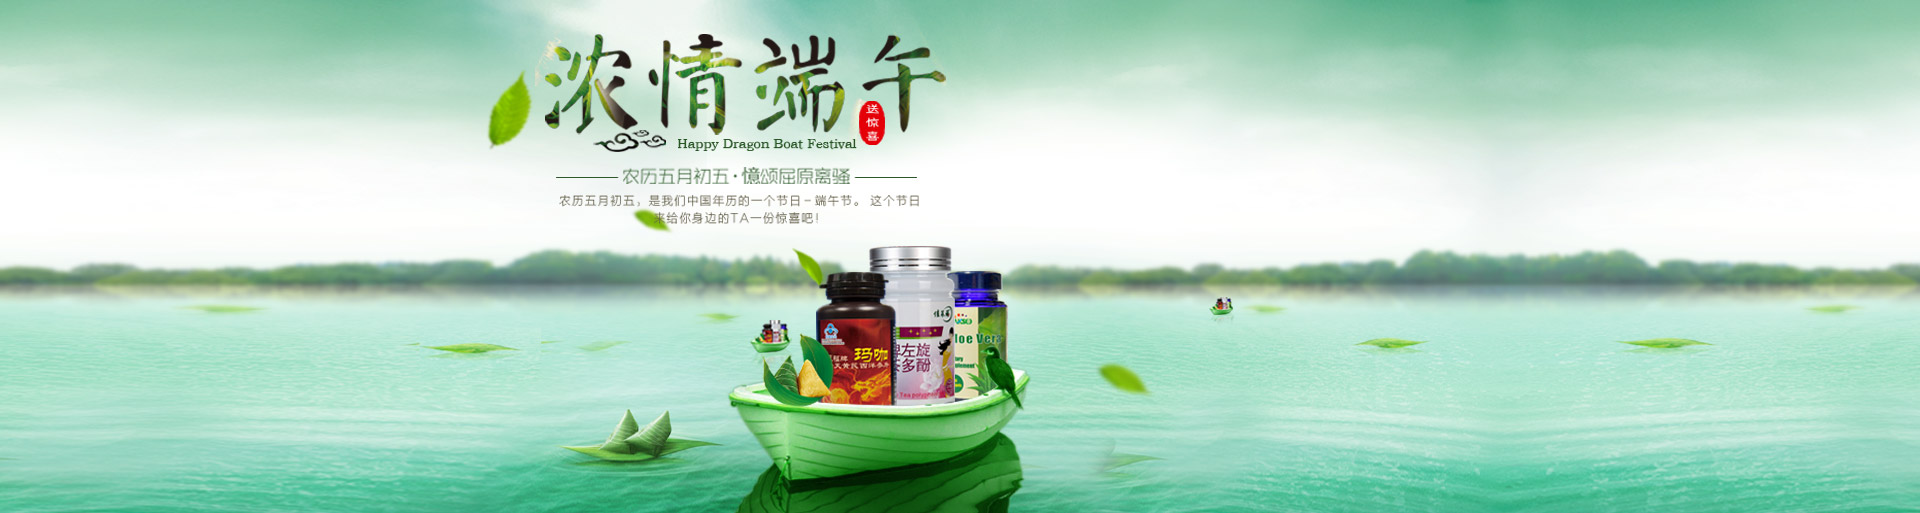 浓情端午
送惊喜
Happy Dragon Boat Festival
农历五月初五·憶颂屈原离骚
农历五月初五，是我们中国年历的一个节日－端午节。 这个节日
来给你身边的TA一份惊喜吧！
玛咖
左旋
多酚
loe Ver